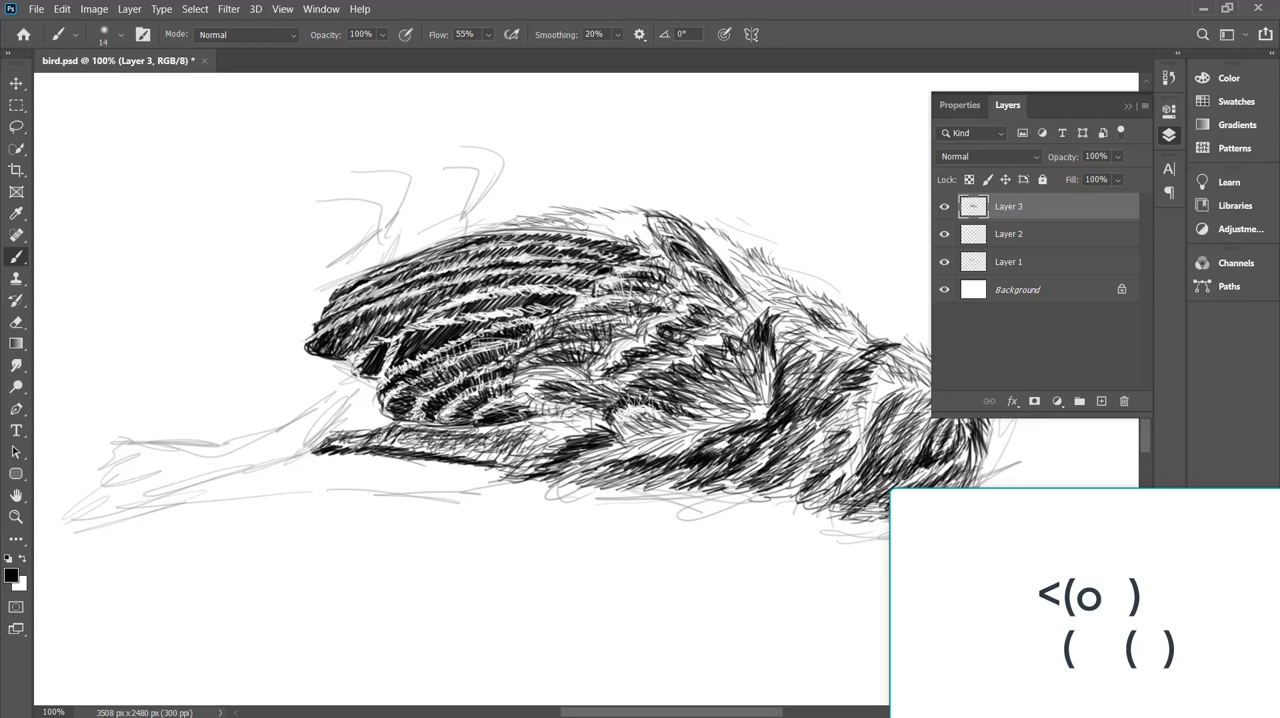 Ps File Edit Image Layer Type Select Filter 3D View Window Help
14 Mode: Normal Opacity: 100% Flow: 55% Smoothing: 20% 0°
bird.psd @ 100% (Layer 3, RGB/8) *
Properties Layers
Kind
Normal Opacity: 100%
Lock: Fill: 100%
Layer 3
Layer 2
Layer 1
Background
Color
Swatches
Gradients
Patterns
Learn
Libraries
Adjustme...
Channels
Paths
<(o )
( ( )
100% 3508 px x 2480 px (300 ppi)